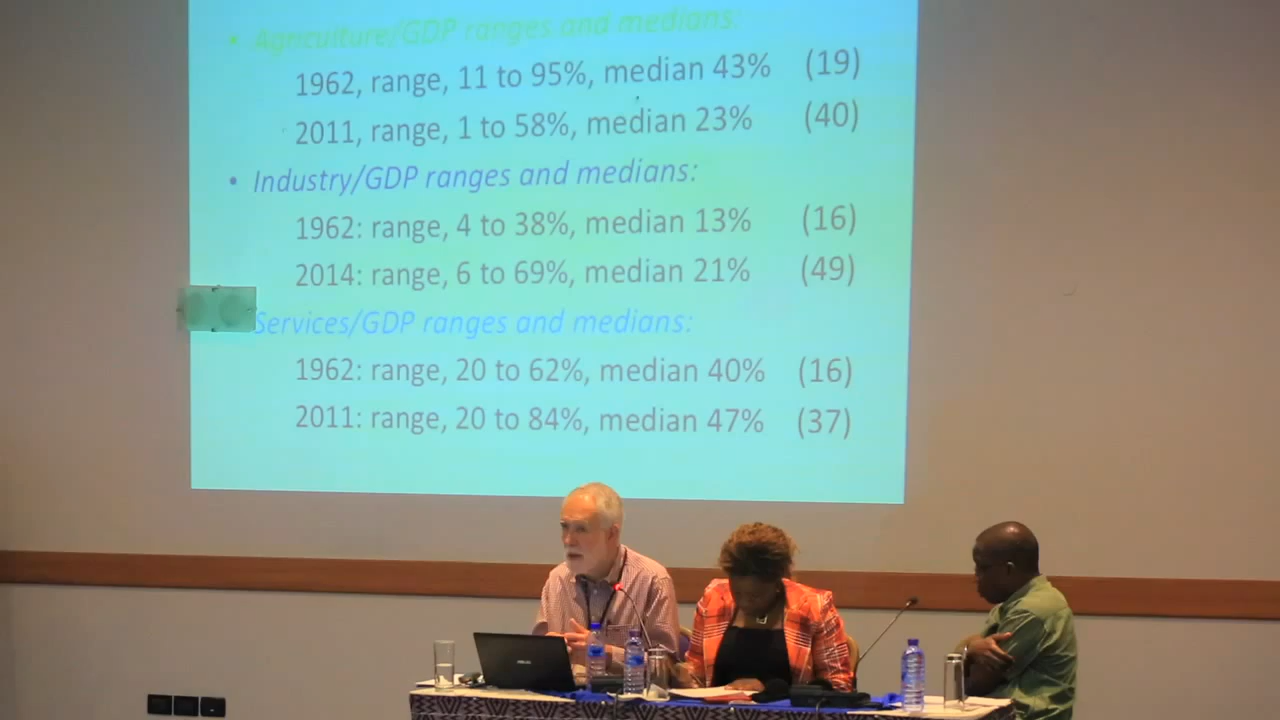 • Agriculture/GDP ranges and medians:
1962, range, 11 to 95%, median 43% (19)
2011, range, 1 to 58%, median 23% (40)
• Industry/GDP ranges and medians:
1962: range, 4 to 38%, median 13% (16)
2014: range, 6 to 69%, median 21% (49)
Services/GDP ranges and medians:
1962: range, 20 to 62%, median 40% (16)
2011: range, 20 to 84%, median 47% (37)
ASUS